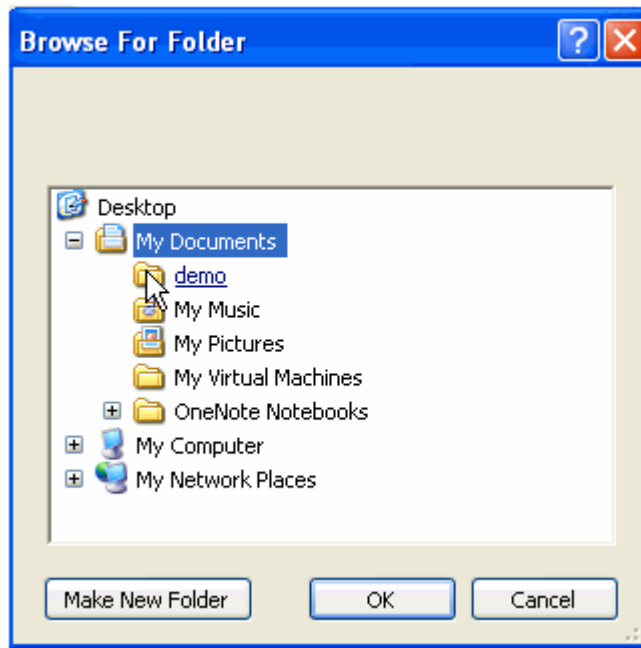 Browse For Folder
?
Desktop
My Documents
demo
My Music
My Pictures
My Virtual Machines
OneNote Notebooks
My Computer
My Network Places
Make New Folder OK Cancel